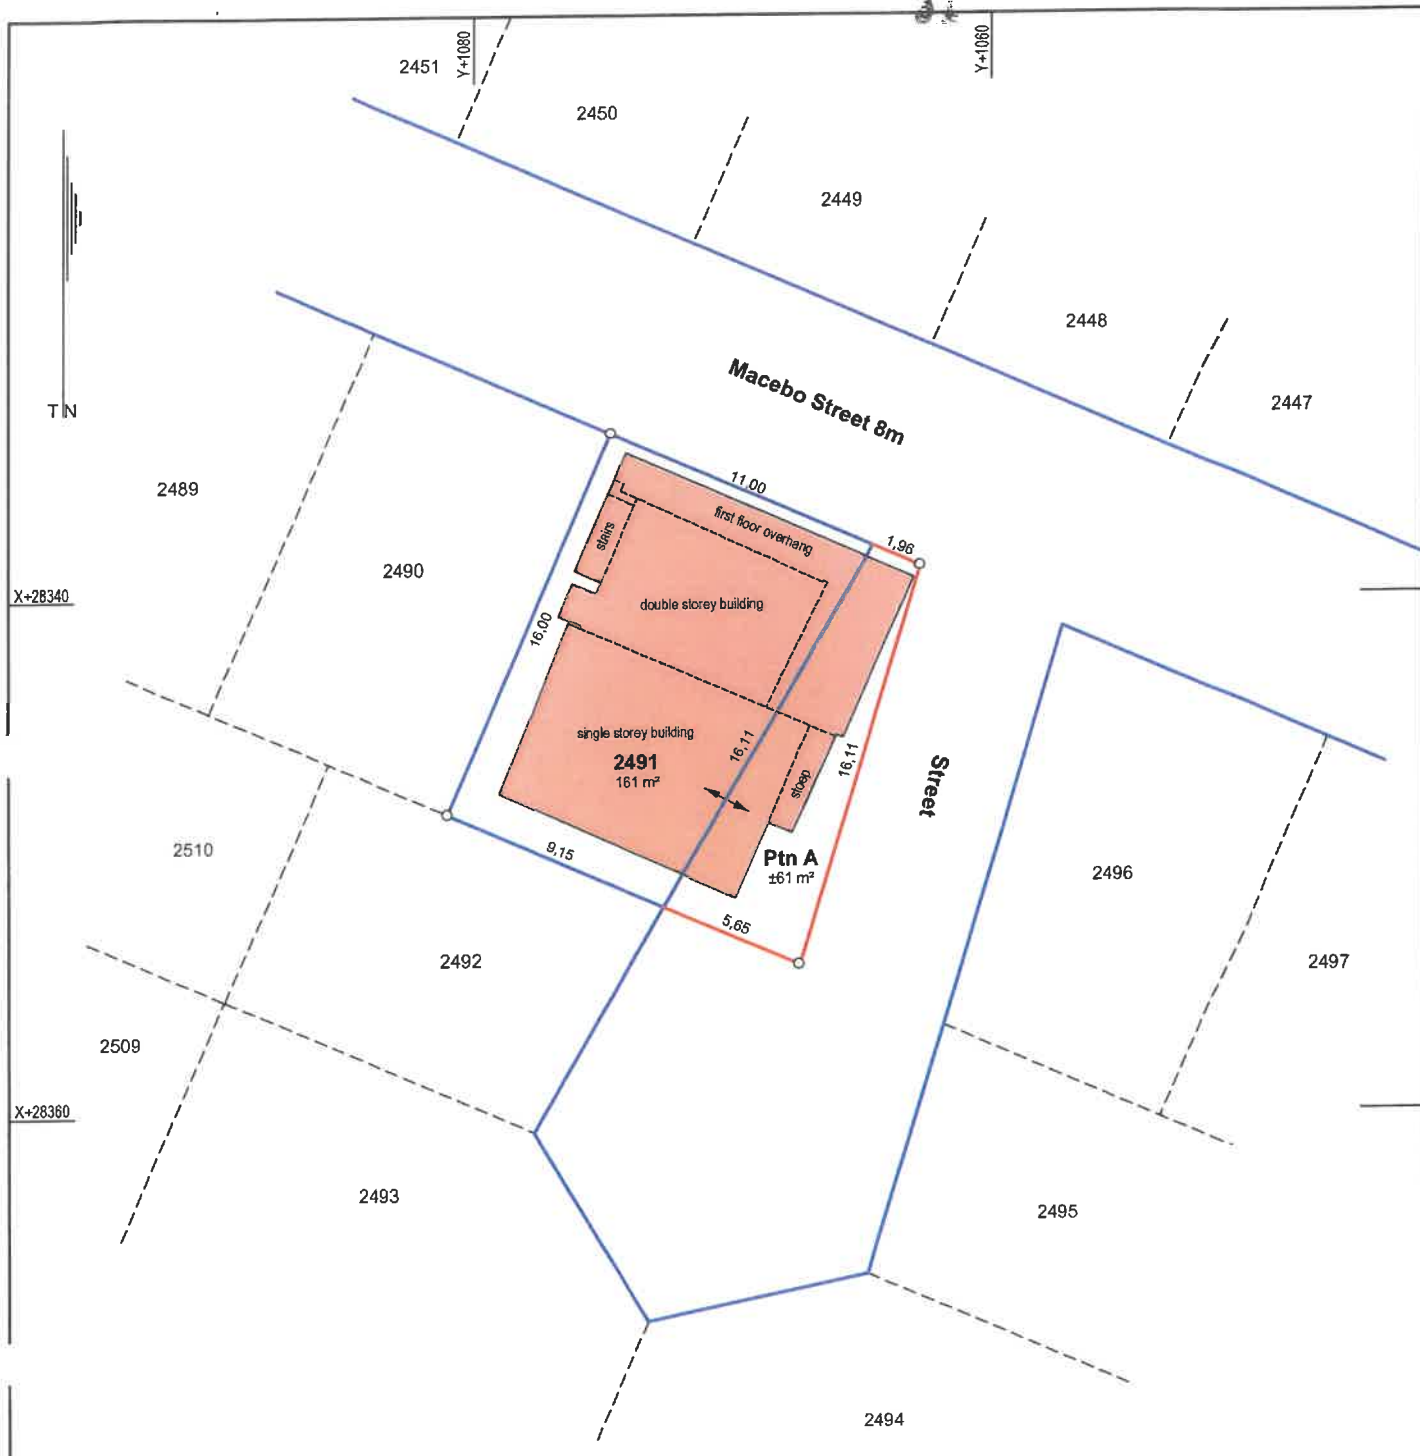 Y+1080
Y+1060
2451
2450
2449
2448
2447
T N
Macebo Street 8m
2489
2490
11,00
1,96
first floor overhang
stairs
double storey building
X+28340
16,00
single storey building
2491
161 m²
16,11
16,11
stoep
Street
9,15
Ptn A
±61 m²
5,65
2510
2492
2496
2497
2509
X+28360
2493
2495
2494